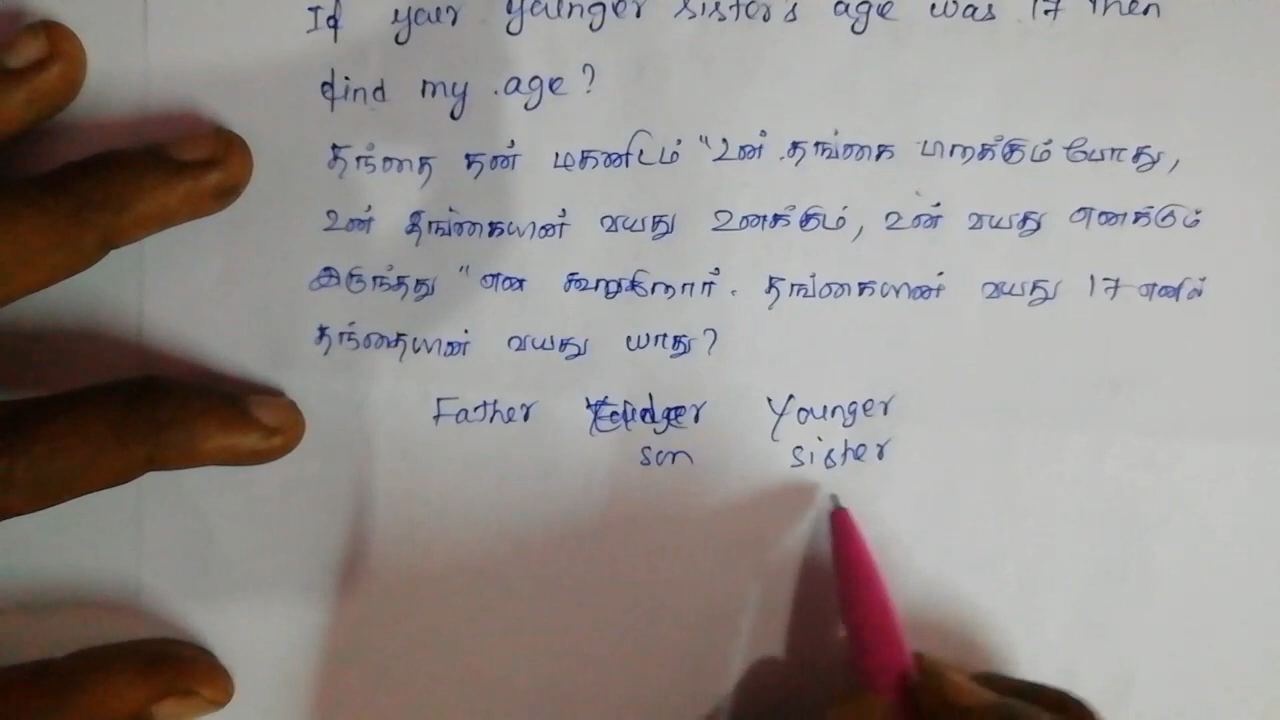 If your younger sister's age was 17 then
find my age?
தந்தை தன் மகனிடம் "உன் தங்கை பிறக்கும் போது,
உன் தங்கையின் வயது உனக்கும், உன் வயது எனக்கும்
இருந்தது" என கூறுகிறார். தங்கையின் வயது 17 எனில்
தந்தையின் வயது யாது?
Father Younger
son sister